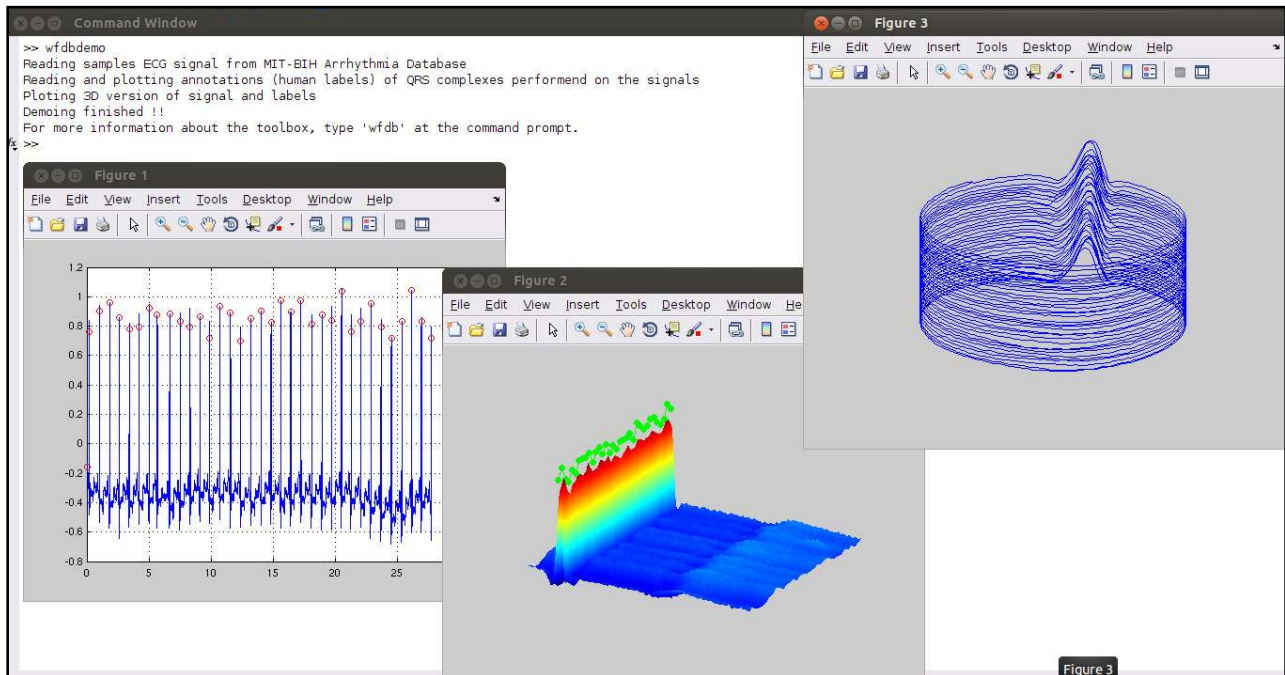 Command Window
>> wfdbdemo
Reading samples ECG signal from MIT-BIH Arrhythmia Database
Reading and plotting annotations (human labels) of QRS complexes performend on the signals
Ploting 3D version of signal and labels
Demoing finished !!
For more information about the toolbox, type 'wfdb' at the command prompt.
fx >>
Figure 1
File Edit View Insert Tools Desktop Window Help
1.2
1
0.8
0.6
0.4
0.2
0
-0.2
-0.4
-0.6
-0.8
0 5 10 15 20 25
Figure 2
File Edit View Insert Tools Desktop Window He
Figure 3
File Edit View Insert Tools Desktop Window Help
Figure 3